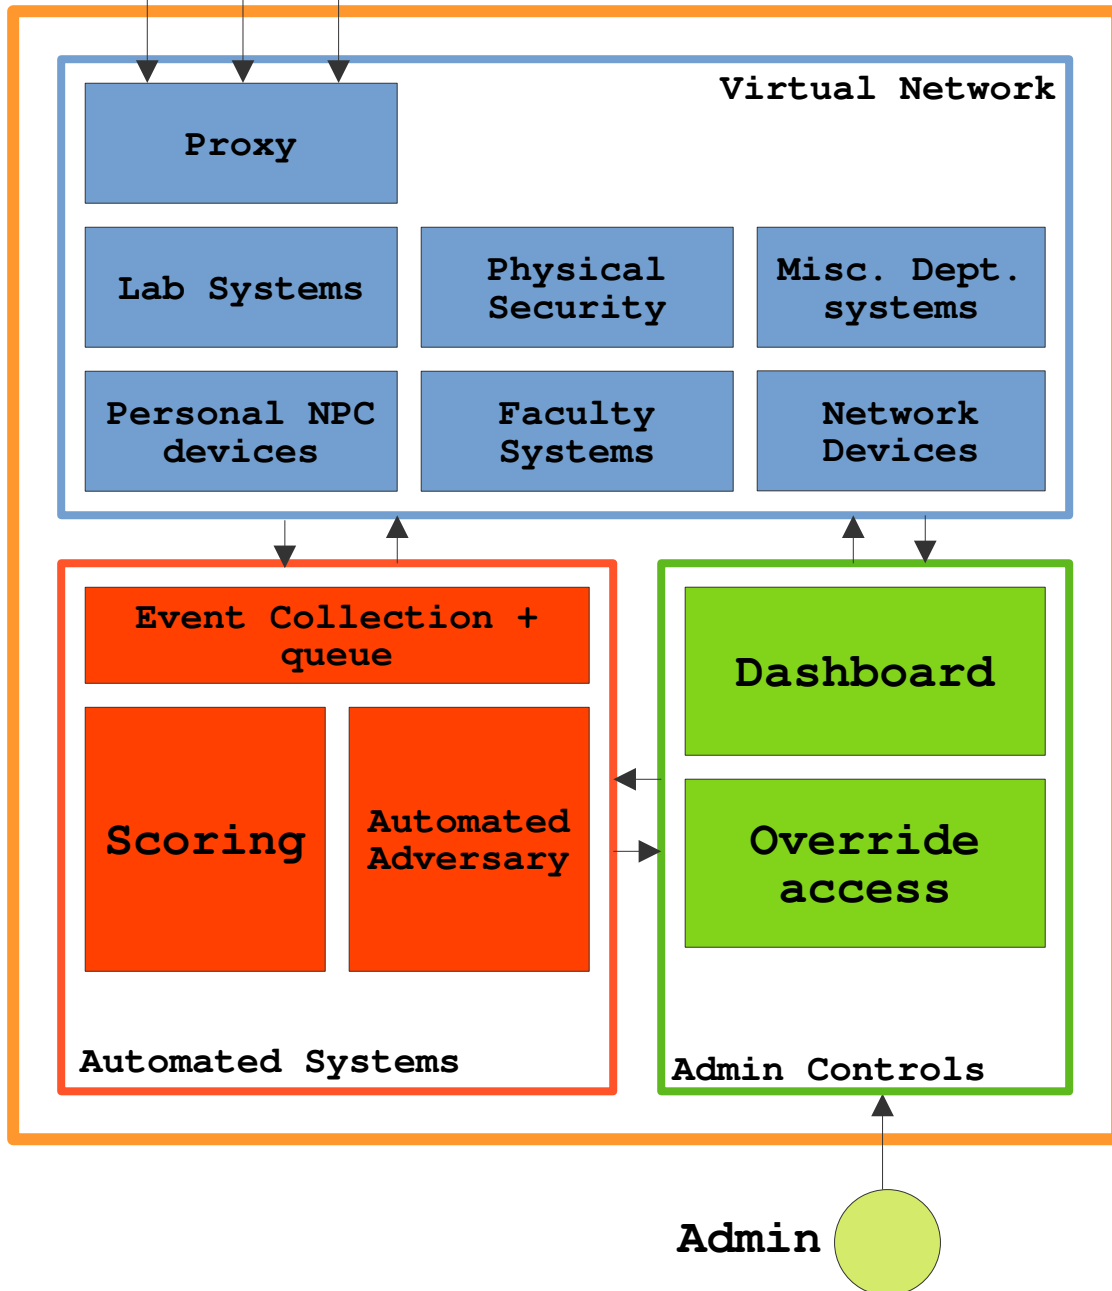 Virtual Network
Proxy
Lab Systems
Physical
Security
Misc. Dept.
systems
Personal NPC
devices
Faculty
Systems
Network
Devices
Event Collection +
queue
Scoring
Automated
Adversary
Automated Systems
Dashboard
Override
access
Admin Controls
Admin